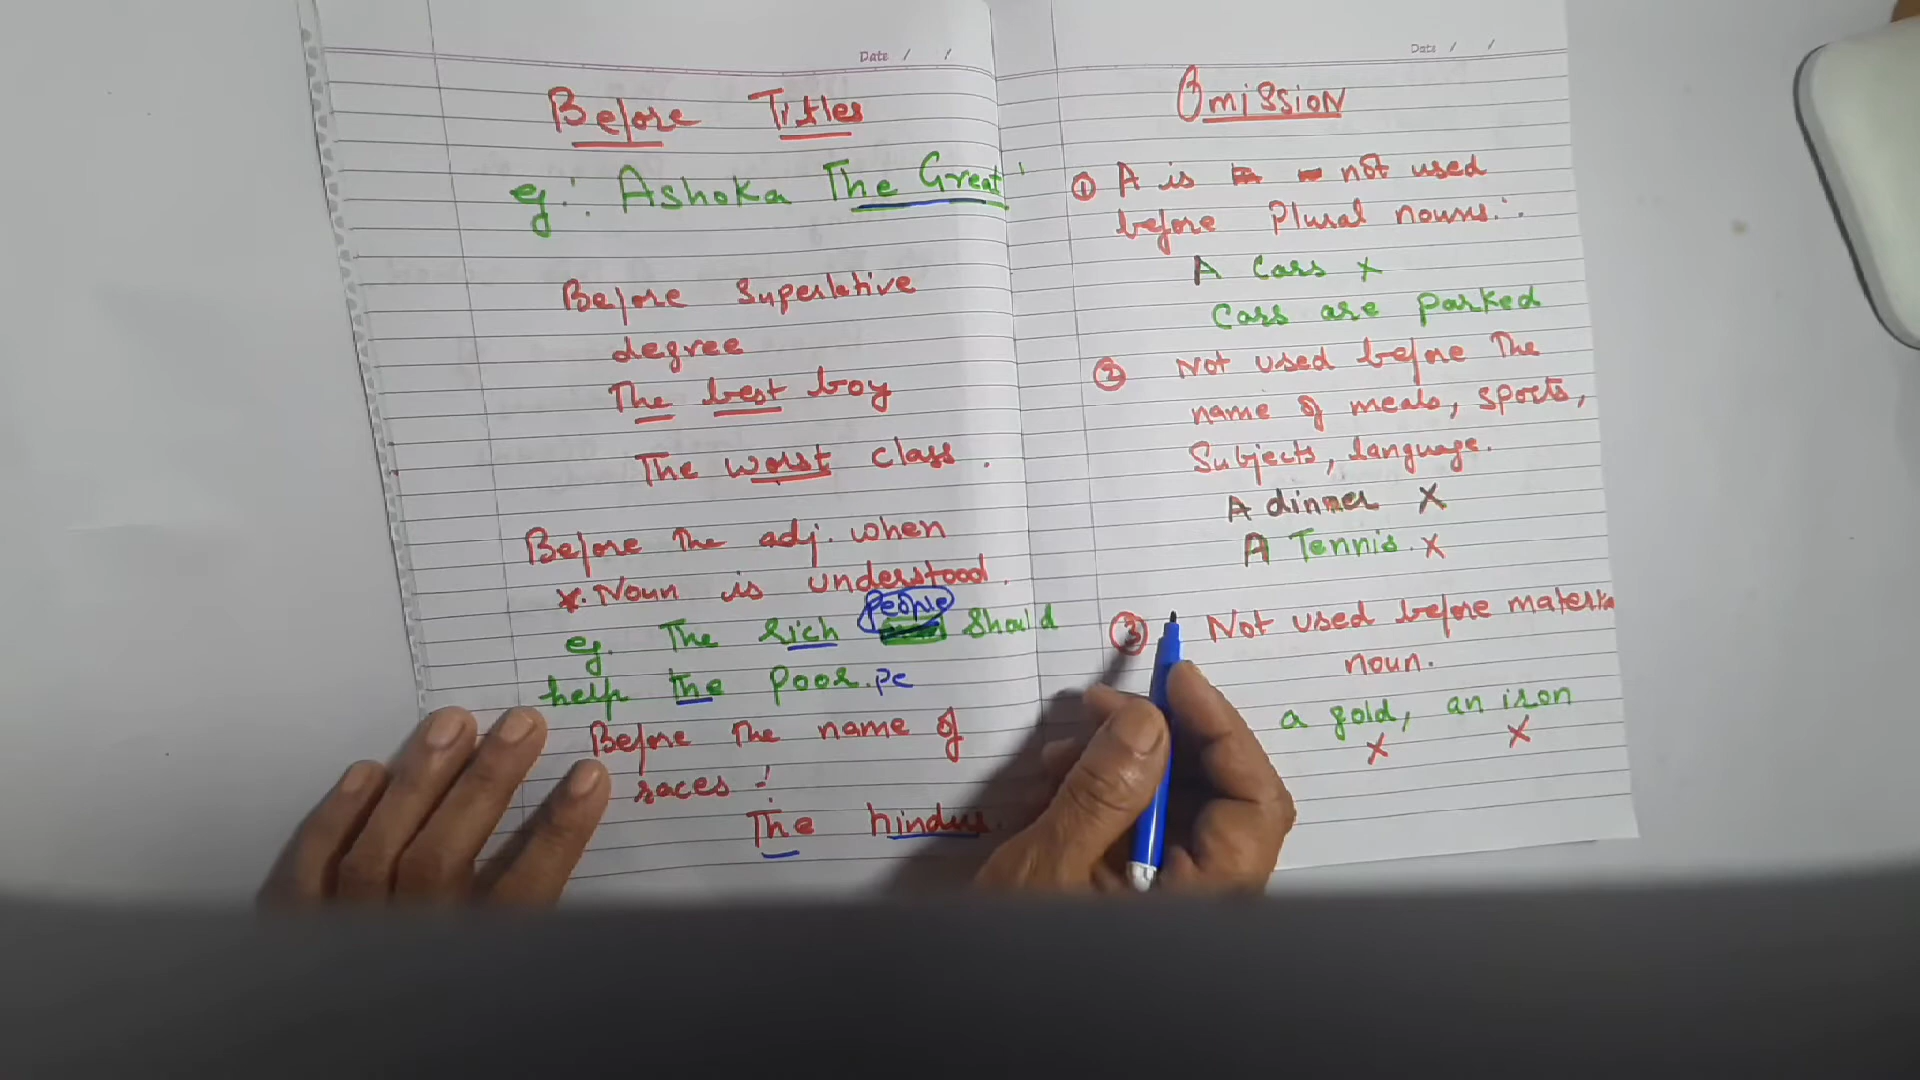 Date / /
Before Titles
eg:. Ashoka The Great
Before Superlative
degree
The best boy
The worst class.
Before the adj. when
Noun is understood.
people
eg. The rich should
help the poor. pe
Before the name of
races :
The hindus.
Date / /
OmiSSioN
① A is not used
before Plural nouns:.
A cars x
Cars are parked
② Not used before the
name of meals, sports,
Subjects, language.
A dinner X
A Tennis. X
③ Not used before material
noun.
a gold, an iron
X X